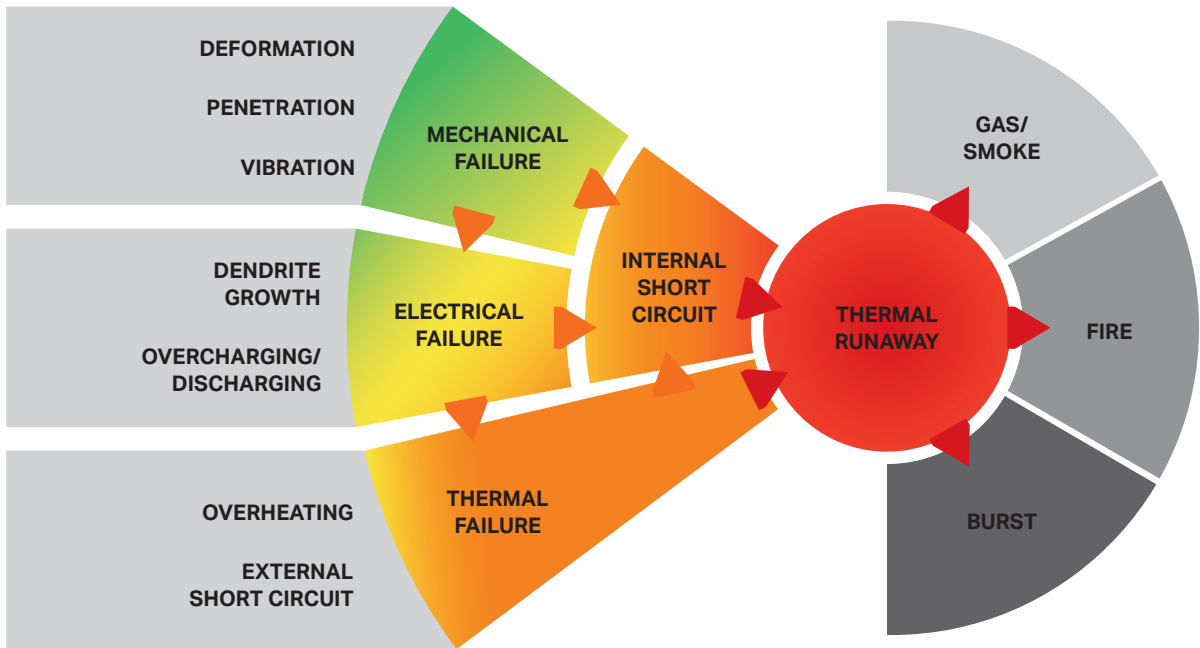 DEFORMATION
PENETRATION
VIBRATION
MECHANICAL
FAILURE
DENDRITE
GROWTH
OVERCHARGING/
DISCHARGING
ELECTRICAL
FAILURE
OVERHEATING
EXTERNAL
SHORT CIRCUIT
THERMAL
FAILURE
INTERNAL
SHORT
CIRCUIT
THERMAL
RUNAWAY
GAS/
SMOKE
FIRE
BURST